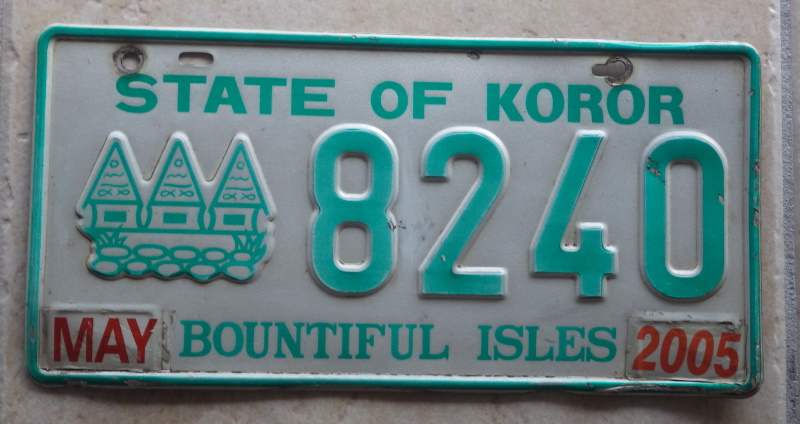 STATE OF KOROR
8240
MAY BOUNTIFUL ISLES 2005